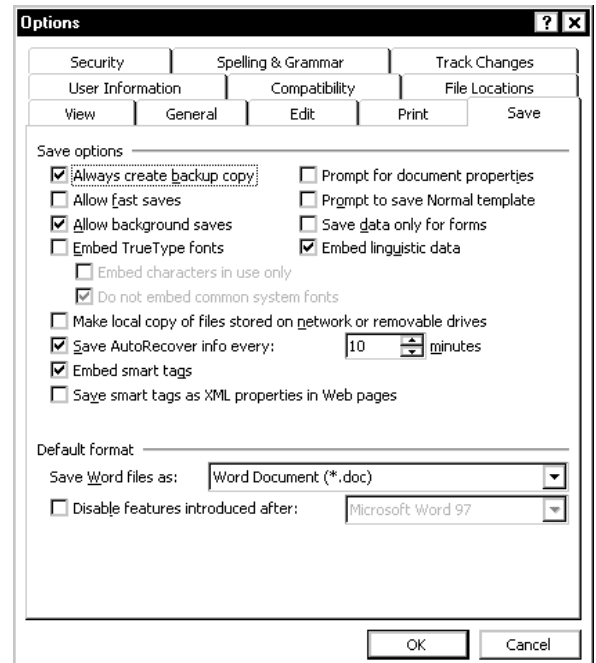 Options
Security Spelling & Grammar Track Changes
User Information Compatibility File Locations
View General Edit Print Save
Save options
Always create backup copy Prompt for document properties
Allow fast saves Prompt to save Normal template
Allow background saves Save data only for forms
Embed TrueType fonts Embed linguistic data
Embed characters in use only
Do not embed common system fonts
Make local copy of files stored on network or removable drives
Save AutoRecover info every: 10 minutes
Embed smart tags
Save smart tags as XML properties in Web pages
Default format
Save Word files as: Word Document (*.doc)
Disable features introduced after: Microsoft Word 97
OK Cancel